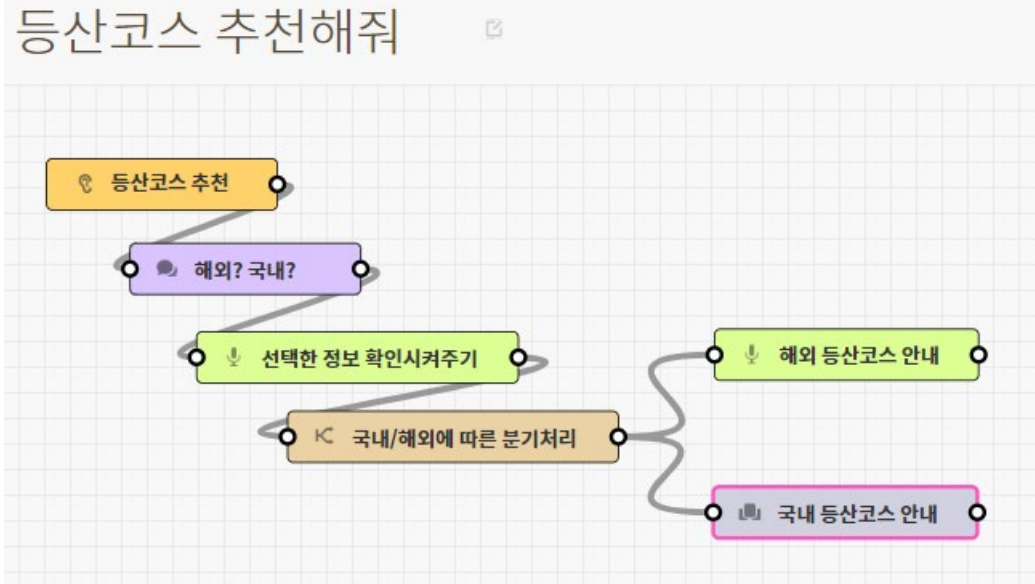 등산코스 추천해줘
등산코스 추천
해외? 국내?
선택한 정보 확인시켜주기
해외 등산코스 안내
국내/해외에 따른 분기처리
국내 등산코스 안내